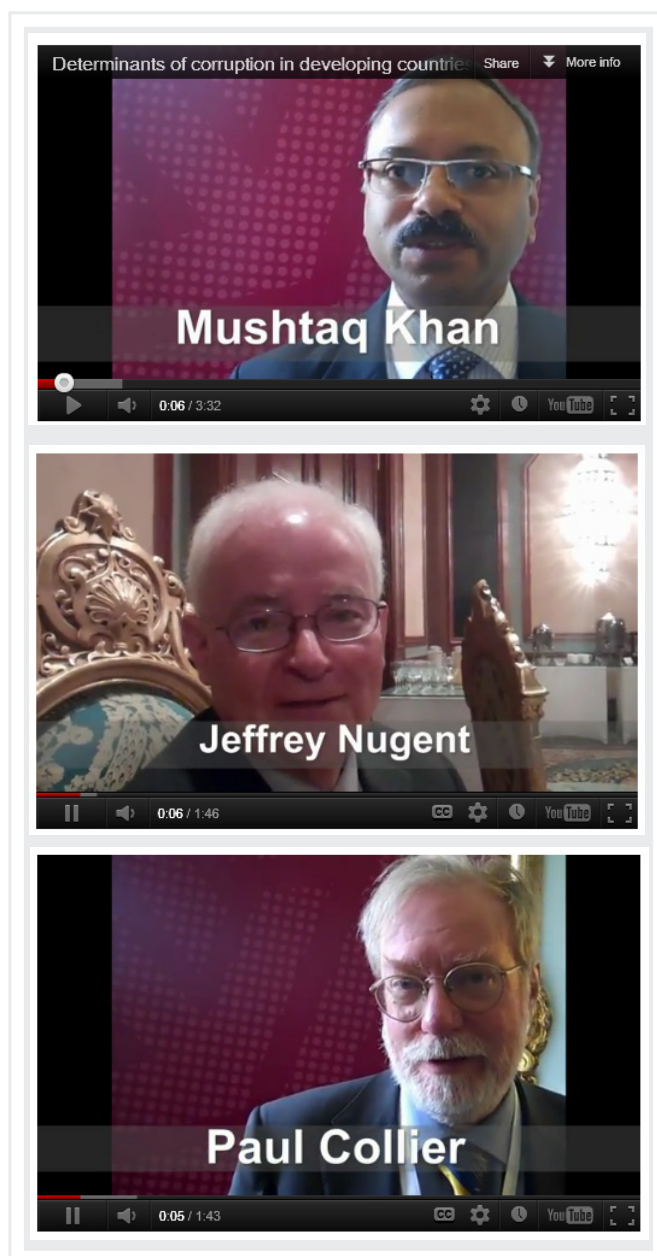 Determinants of corruption in developing countries Share More info
Mushtaq Khan
0:06 / 3:32 YouTube
Jeffrey Nugent
0:06 / 1:46 CC YouTube
Paul Collier
0:05 / 1:43 CC YouTube